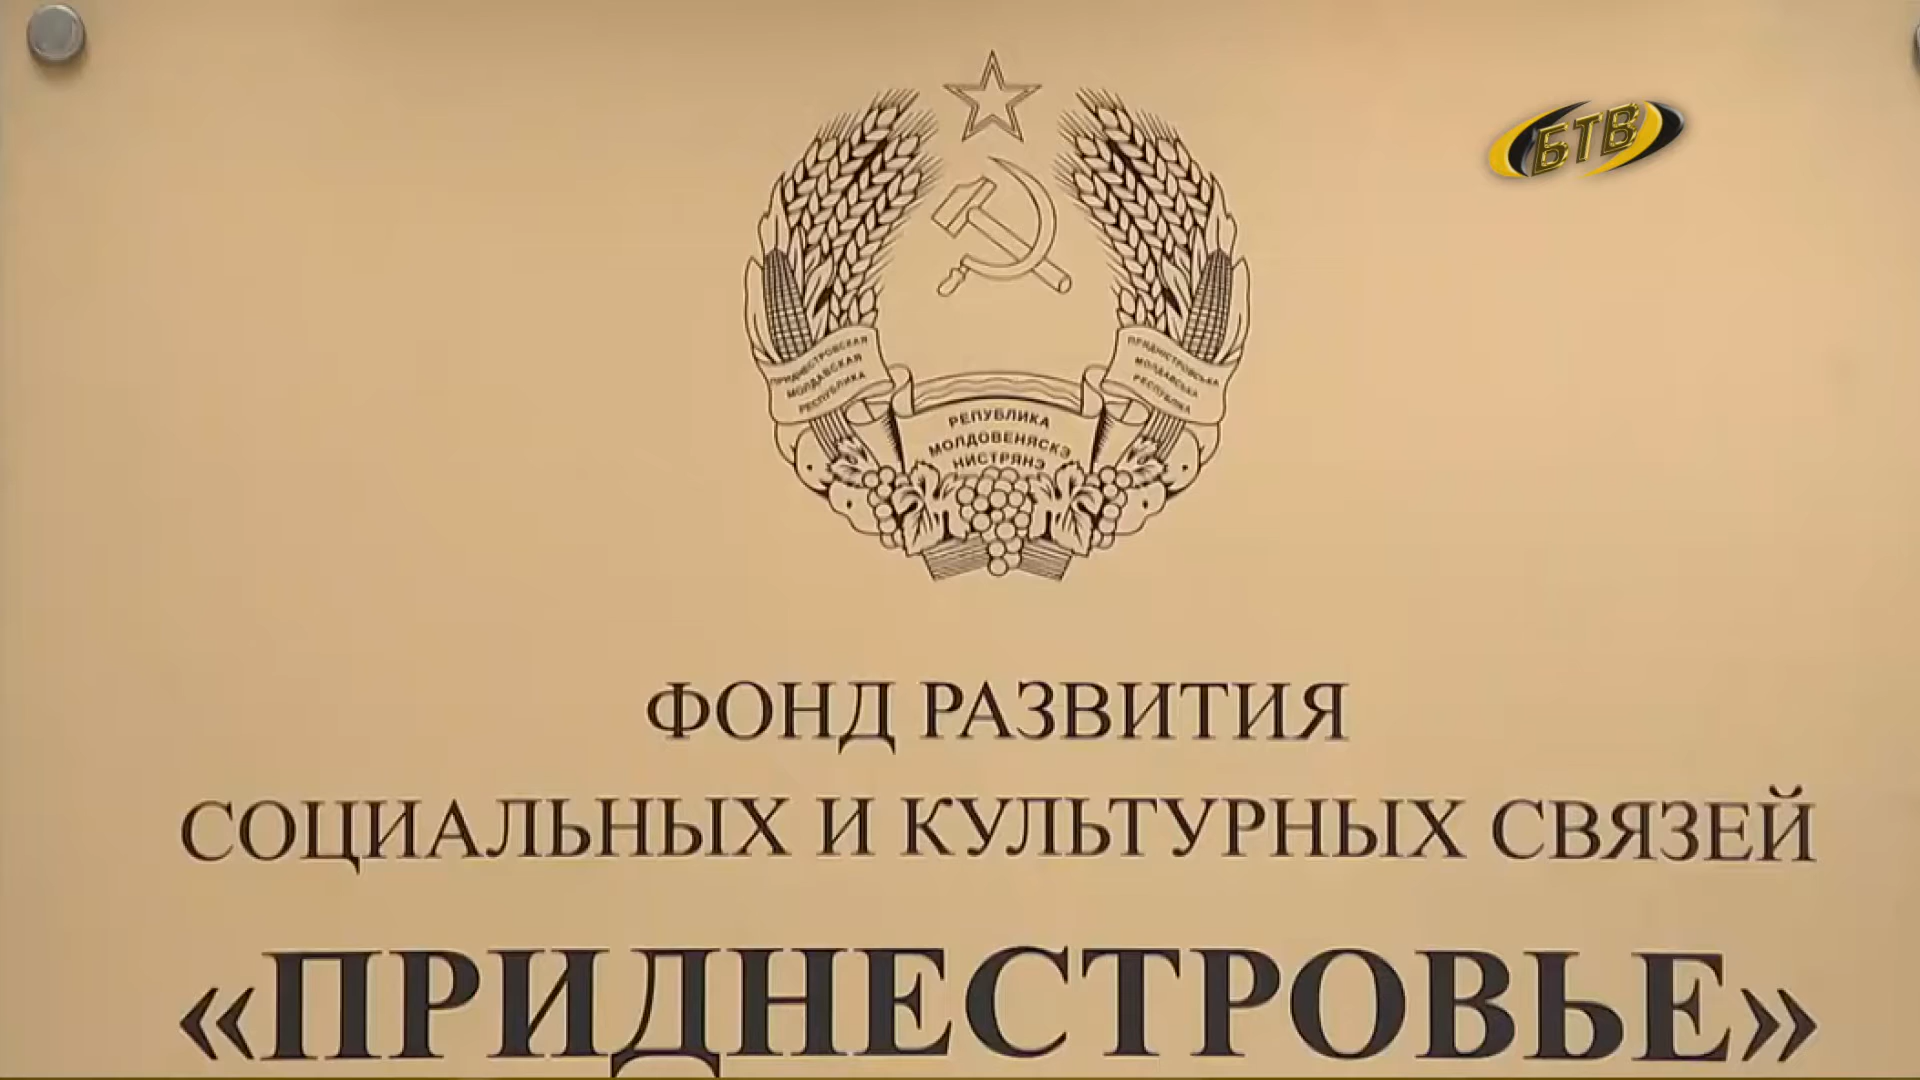 БТВ
ПРИДНЕСТРОВСКАЯ
МОЛДАВСКАЯ
РЕСПУБЛИКА
РЕПУБЛИКА
МОЛДОВЕНЯСКЭ
НИСТРЯНЭ
ПРИДНІСТРОВСЬКА
МОЛДАВСЬКА
РЕСПУБЛІКА
ФОНД РАЗВИТИЯ
СОЦИАЛЬНЫХ И КУЛЬТУРНЫХ СВЯЗЕЙ
«ПРИДНЕСТРОВЬЕ»